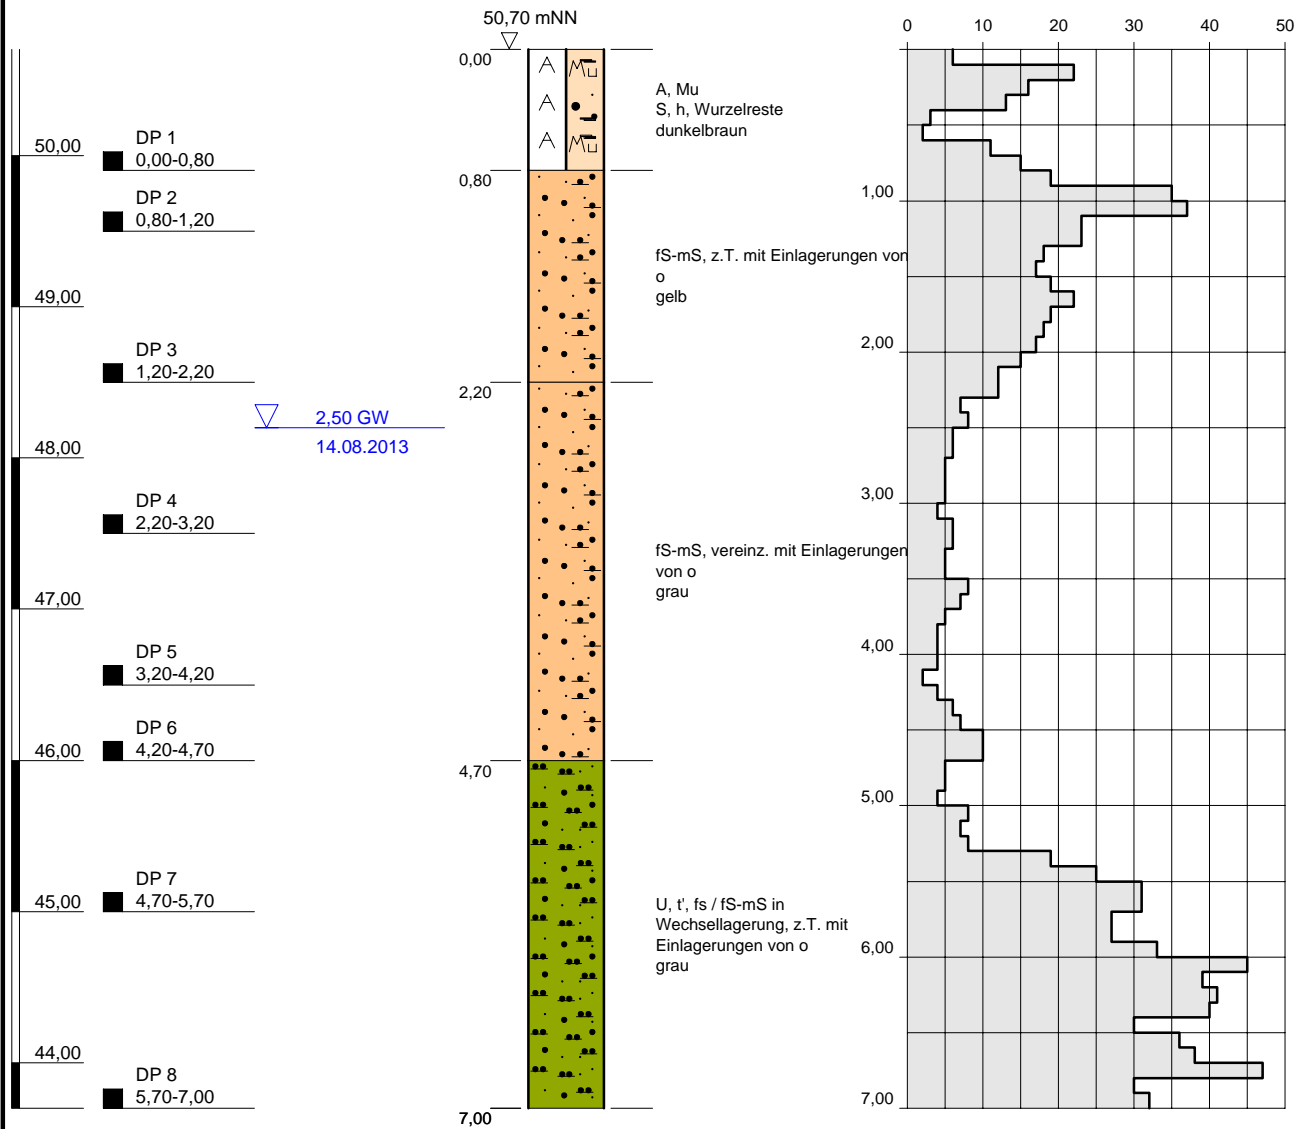 50,70 mNN
0 10 20 30 40 50
0,00
A Mu
A
A Mu
A, Mu
S, h, Wurzelreste
dunkelbraun
50,00
DP 1
0,00-0,80
0,80
DP 2
0,80-1,20
1,00
fS-mS, z.T. mit Einlagerungen von
o
gelb
49,00
DP 3
1,20-2,20
2,00
2,20
2,50 GW
14.08.2013
48,00
DP 4
2,20-3,20
3,00
fS-mS, vereinz. mit Einlagerungen
von o
grau
47,00
DP 5
3,20-4,20
4,00
DP 6
4,20-4,70
46,00
4,70
5,00
DP 7
4,70-5,70
45,00
U, t', fs / fS-mS in
Wechsellagerung, z.T. mit
Einlagerungen von o
grau
6,00
44,00
DP 8
5,70-7,00
7,00
7,00